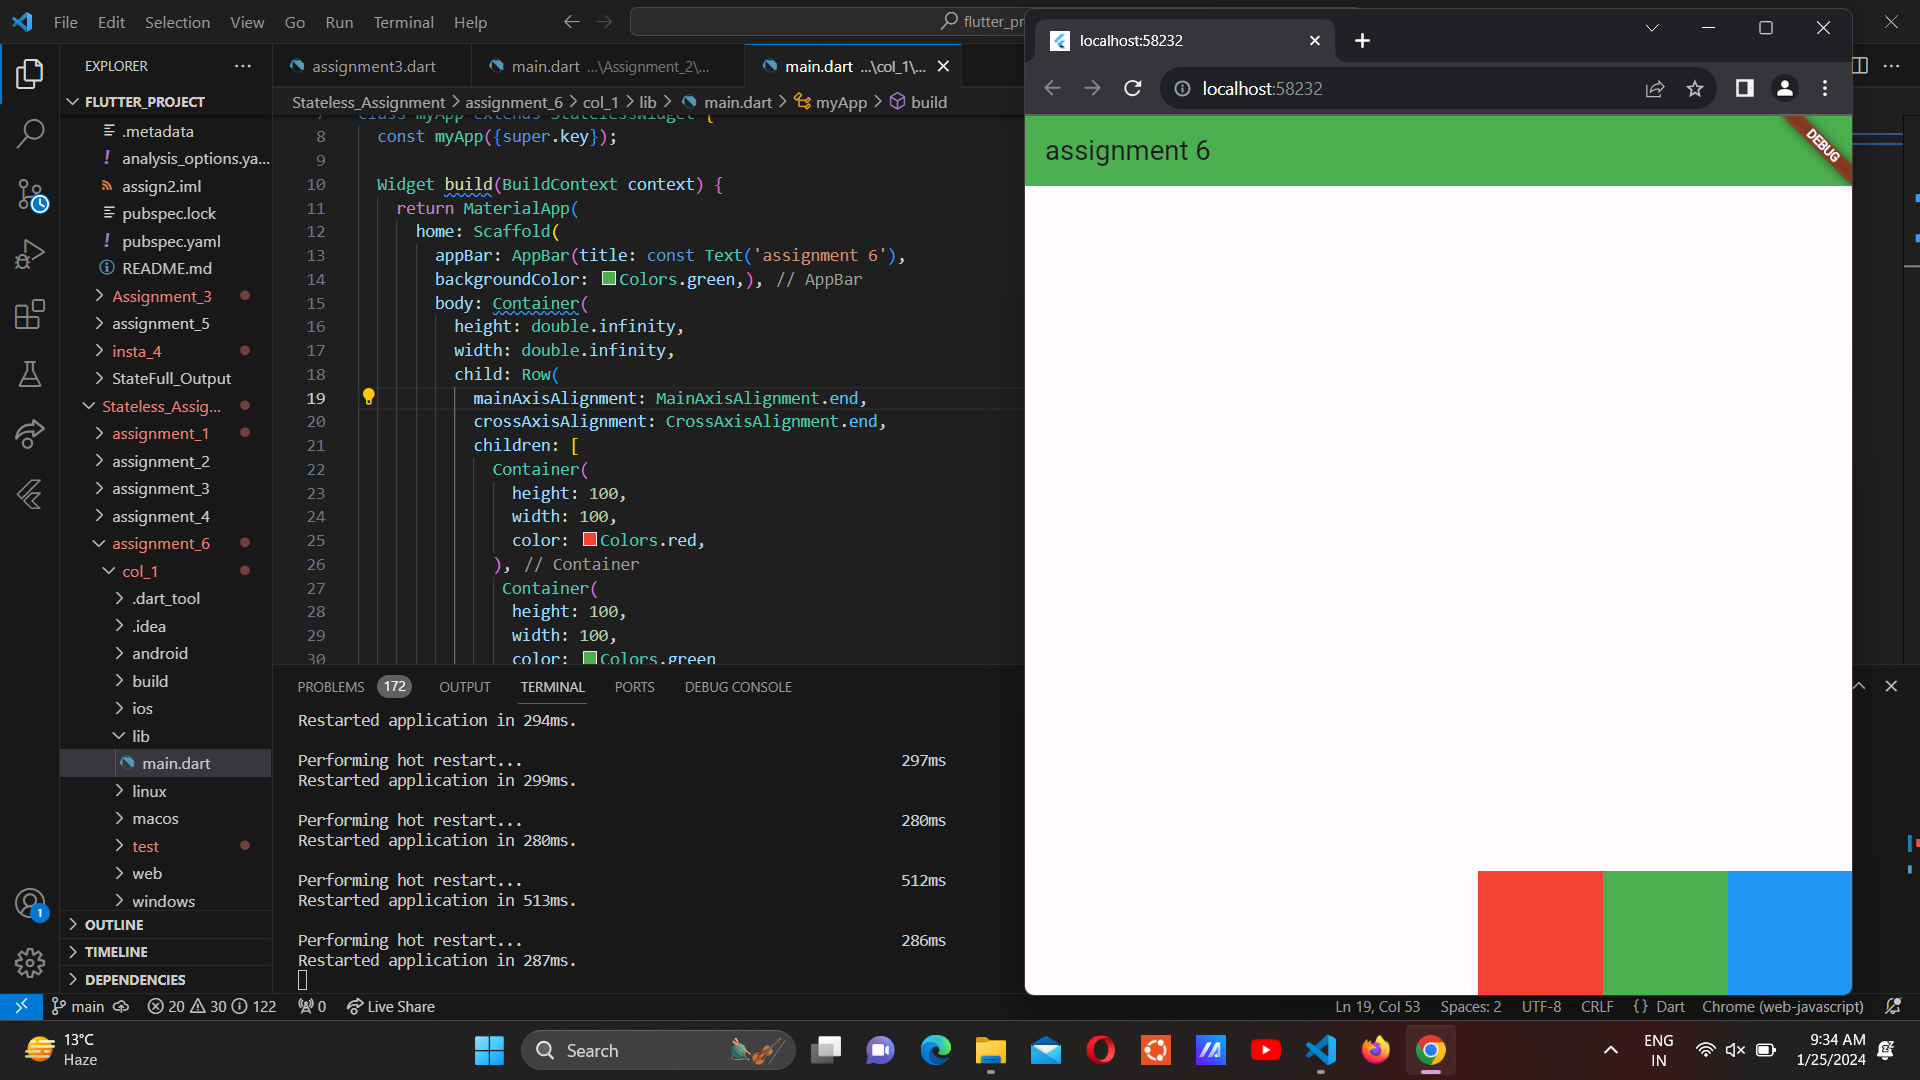 File Edit Selection View Go Run Terminal Help
flutter_pr
EXPLORER
FLUTTER_PROJECT
.metadata
analysis_options.ya...
assign2.iml
pubspec.lock
pubspec.yaml
README.md
Assignment_3
assignment_5
insta_4
StateFull_Output
Stateless_Assig...
assignment_1
assignment_2
assignment_3
assignment_4
assignment_6
col_1
.dart_tool
.idea
android
build
ios
lib
main.dart
linux
macos
test
web
windows
OUTLINE
TIMELINE
DEPENDENCIES
assignment3.dart main.dart ...\Assignment_2\... main.dart ...\col_1\...
Stateless_Assignment > assignment_6 > col_1 > lib > main.dart > myApp > build
7 class myApp extends StatelessWidget {
8 const myApp({super.key});
9
10 Widget build(BuildContext context) {
11 return MaterialApp(
12 home: Scaffold(
13 appBar: AppBar(title: const Text('assignment 6'),
14 backgroundColor: Colors.green,), // AppBar
15 body: Container(
16 height: double.infinity,
17 width: double.infinity,
18 child: Row(
19 mainAxisAlignment: MainAxisAlignment.end,
20 crossAxisAlignment: CrossAxisAlignment.end,
21 children: [
22 Container(
23 height: 100,
24 width: 100,
25 color: Colors.red,
26 ), // Container
27 Container(
28 height: 100,
29 width: 100,
30 color: Colors.green
PROBLEMS 172 OUTPUT TERMINAL PORTS DEBUG CONSOLE
Restarted application in 294ms.
Performing hot restart... 297ms
Restarted application in 299ms.
Performing hot restart... 280ms
Restarted application in 280ms.
Performing hot restart... 512ms
Restarted application in 513ms.
Performing hot restart... 286ms
Restarted application in 287ms.
localhost:58232
localhost:58232
assignment 6
DEBUG
1
main 20 30 122 0 Live Share
Ln 19, Col 53 Spaces: 2 UTF-8 CRLF {} Dart Chrome (web-javascript)
13°C
Haze
Search
ENG
IN
9:34 AM
1/25/2024